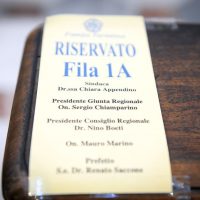 RISERVATO
Fila 1A
Sindaca
Dr.ssa Chiara Appendino
Presidente Giunta Regionale
On. Sergio Chiamparino
Presidente Consiglio Regionale
Dr. Nino Boeti
On. Mauro Marino
Prefetto
S.e. Dr. Renato Saccone